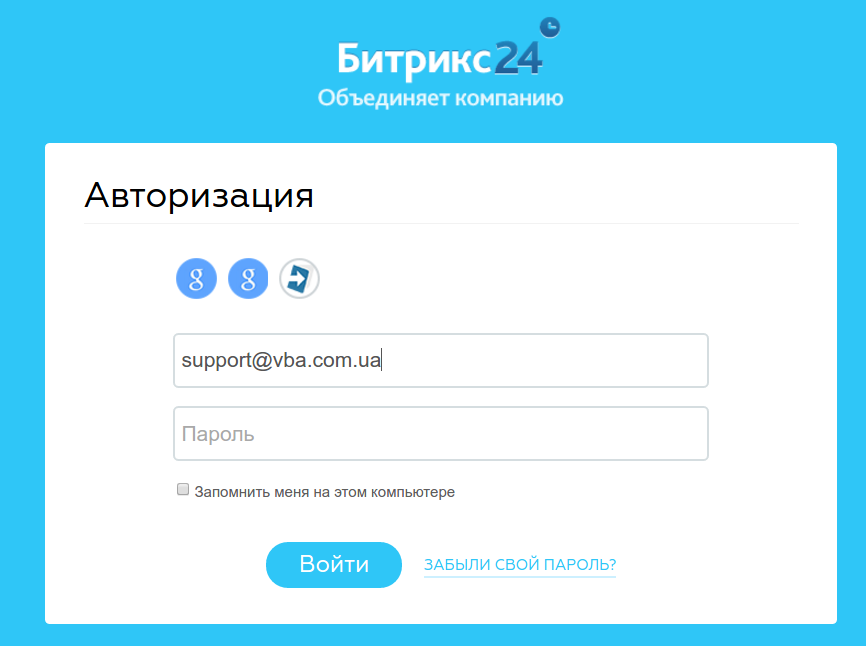 Битрикс24
Объединяет компанию
Авторизация
g g
support@vba.com.ua
Пароль
Запомнить меня на этом компьютере
Войти ЗАБЫЛИ СВОЙ ПАРОЛЬ?